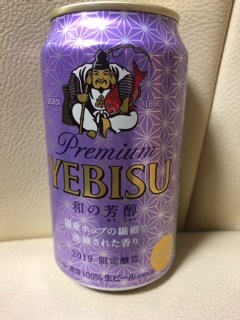 BORN 1890
Premium
YEBISU
和の芳醇
国産ホップの繊細で
洗練された香り
2019 限定醸造
麦芽100%生ビール